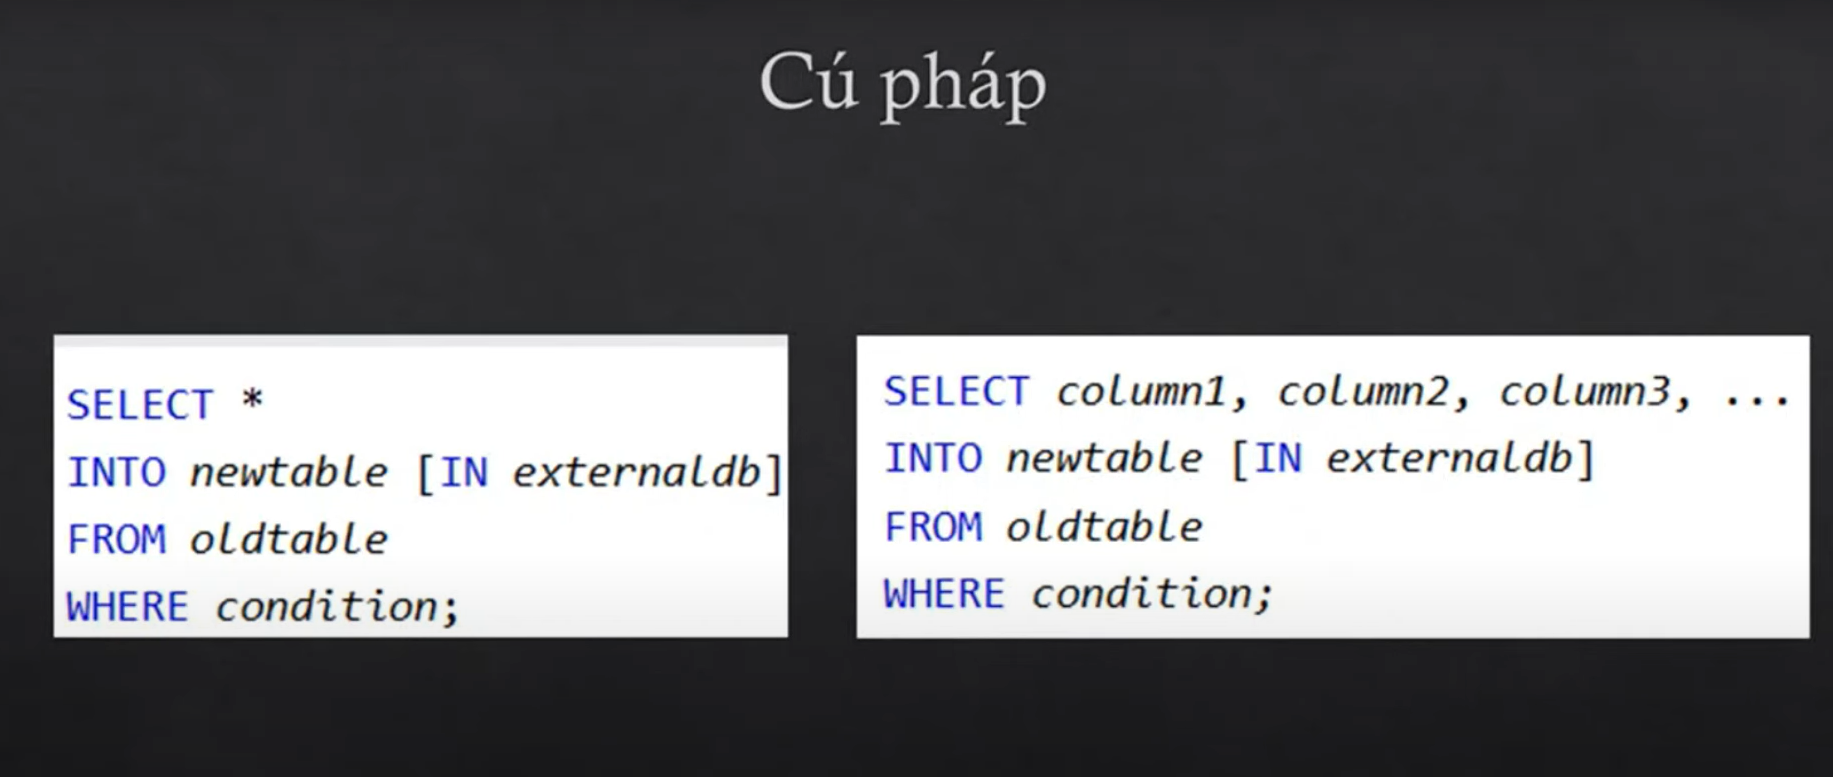 Cú pháp
SELECT *
INTO newtable [IN externaldb]
FROM oldtable
WHERE condition;
SELECT column1, column2, column3, ...
INTO newtable [IN externaldb]
FROM oldtable
WHERE condition;